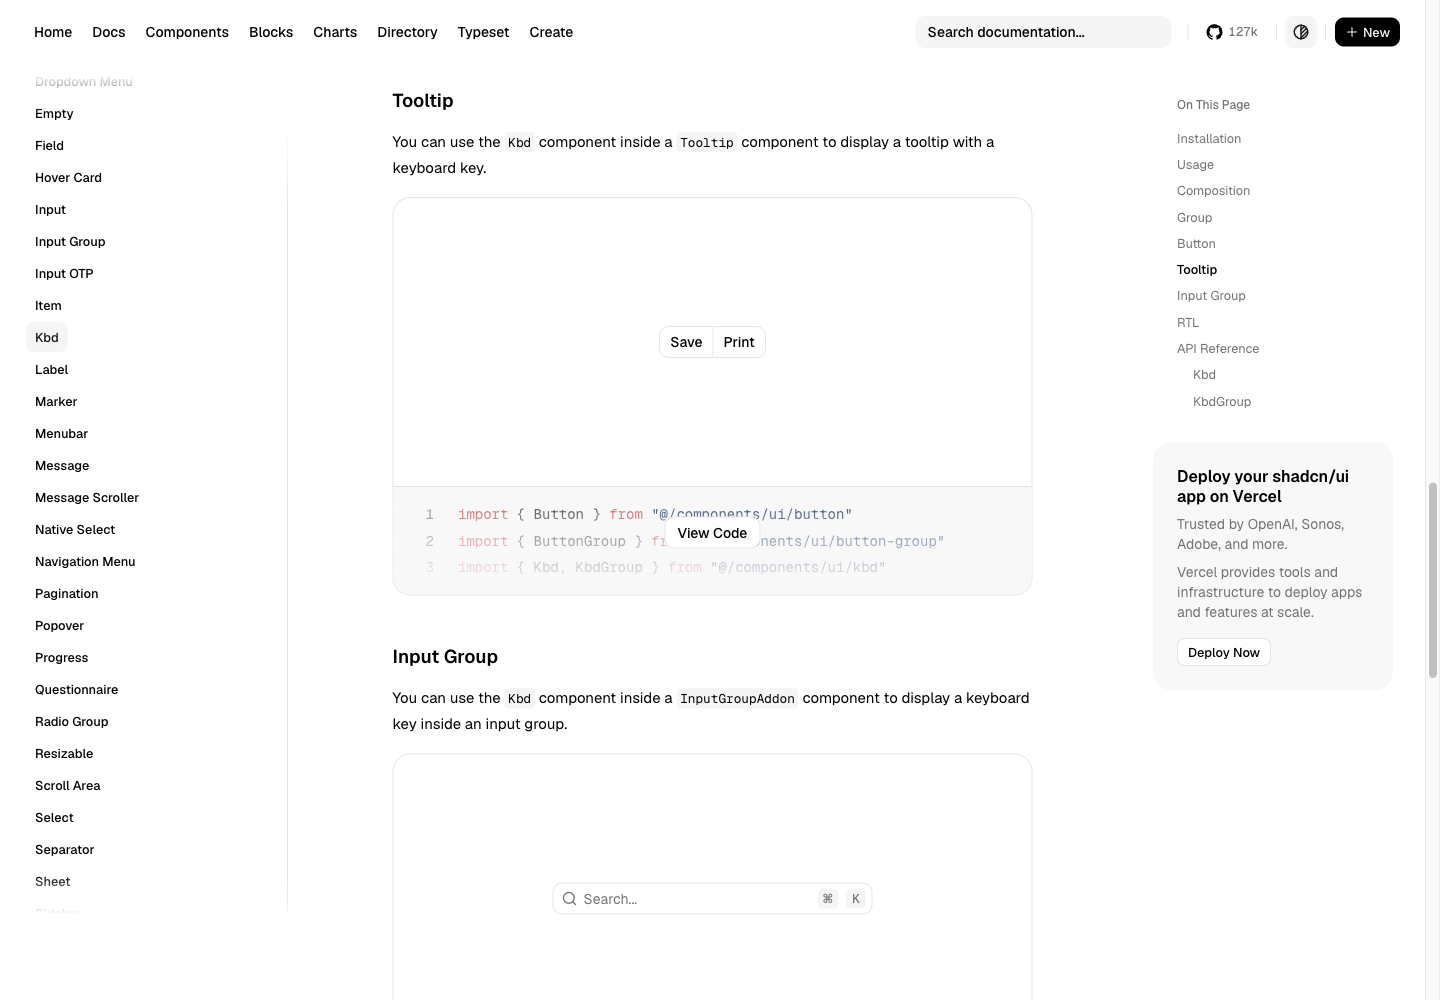 Home Docs Components Blocks Charts Directory Typeset Create Search documentation... 127k New
Dropdown Menu
Empty
Field
Hover Card
Input
Input Group
Input OTP
Item
Kbd
Label
Marker
Menubar
Message
Message Scroller
Native Select
Navigation Menu
Pagination
Popover
Progress
Questionnaire
Radio Group
Resizable
Scroll Area
Select
Separator
Sheet
Tooltip
You can use the Kbd component inside a Tooltip component to display a tooltip with a
keyboard key.
Save Print
1 import { Button } from "@/components/ui/button"
View Code
2 import { ButtonGroup } nents/ui/button-group"
3 import { Kbd, KbdGroup } from "@/components/ui/kbd"
Input Group
You can use the Kbd component inside a InputGroupAddon component to display a keyboard
key inside an input group.
Search... ⌘ K
On This Page
Installation
Usage
Composition
Group
Button
Tooltip
Input Group
RTL
API Reference
Kbd
KbdGroup
Deploy your shadcn/ui
app on Vercel
Trusted by OpenAI, Sonos,
Adobe, and more.
Vercel provides tools and
infrastructure to deploy apps
and features at scale.
Deploy Now